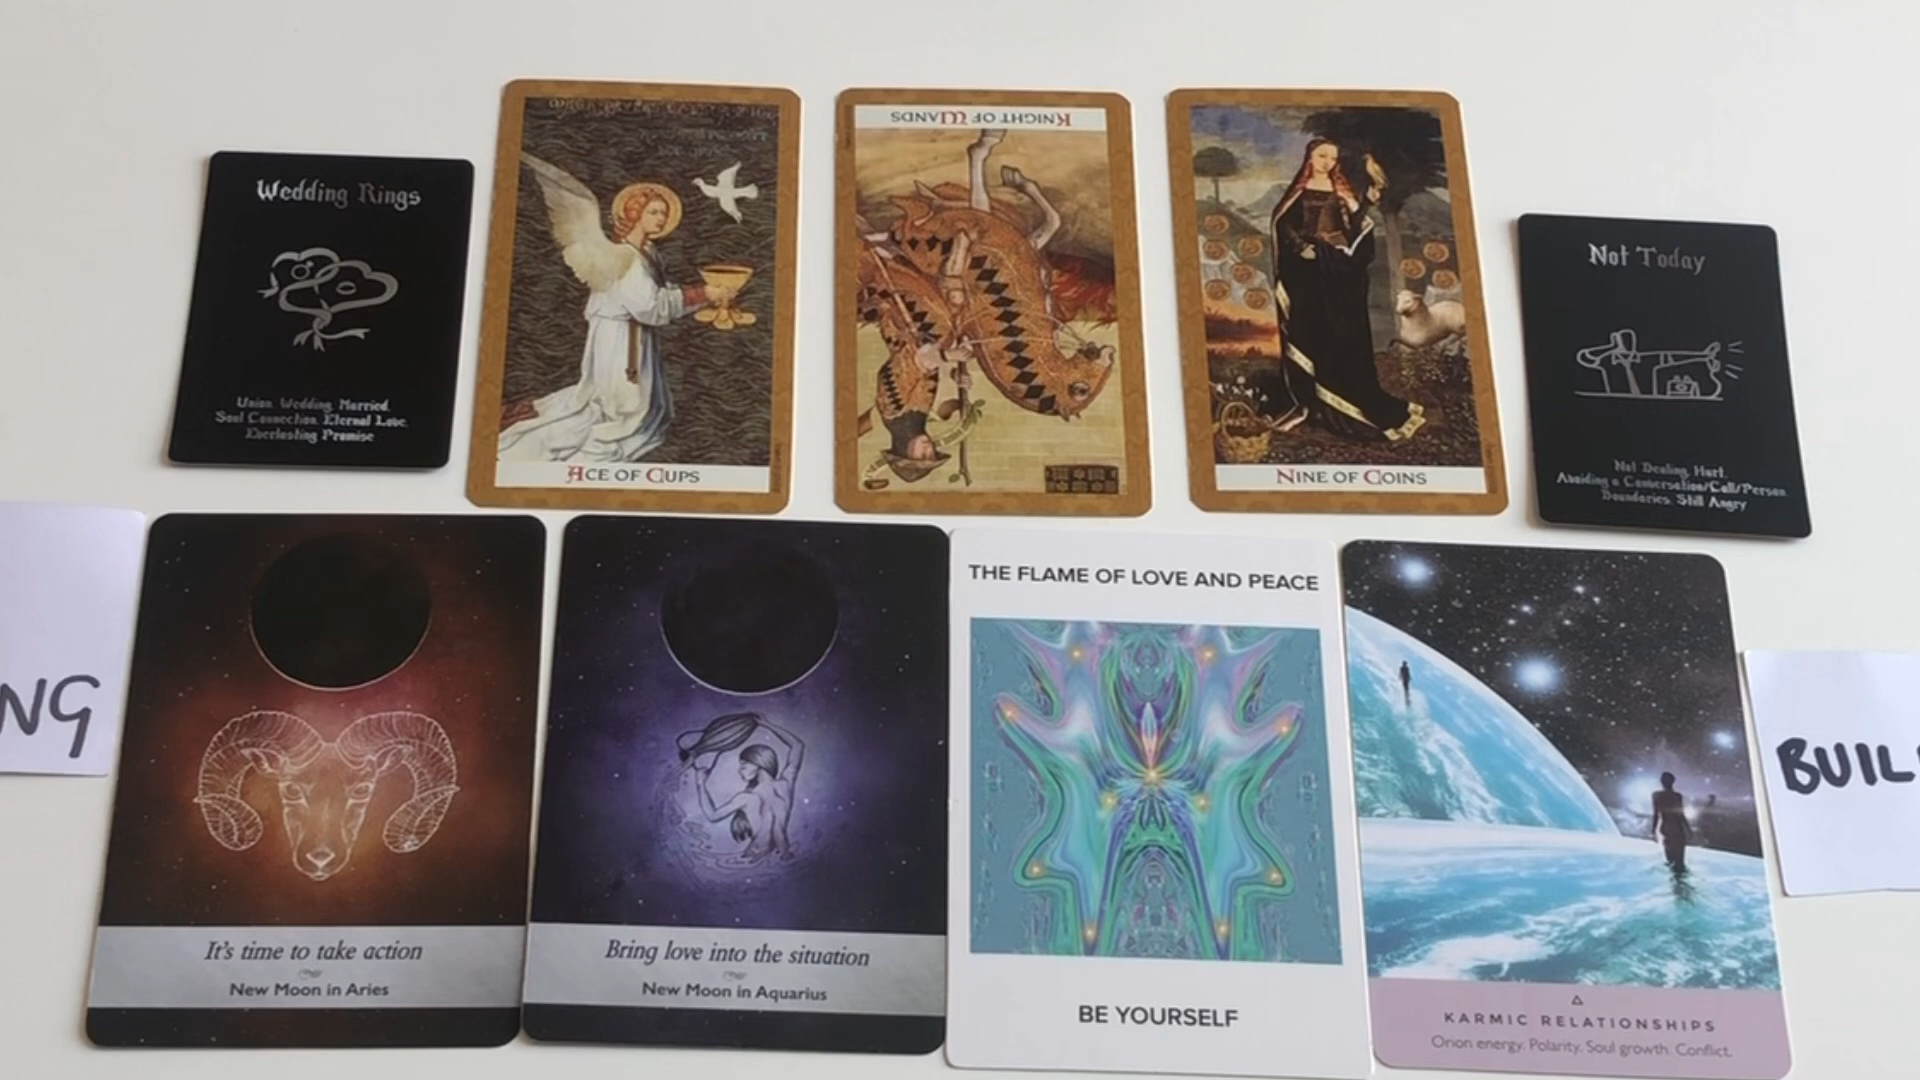 Wedding Rings
Union, Wedding, Married,
Soul Connection, Eternal Love,
Everlasting Promise
ACE OF CUPS
KNIGHT OF WANDS
NINE OF COINS
Not Today
Not Dealing, Hurt,
Avoiding a Conversation/Call/Person
Boundaries, Still Angry
NG
It's time to take action
New Moon in Aries
Bring love into the situation
New Moon in Aquarius
THE FLAME OF LOVE AND PEACE
BE YOURSELF
KARMIC RELATIONSHIPS
Orion energy. Polarity. Soul growth. Conflict.
BUIL